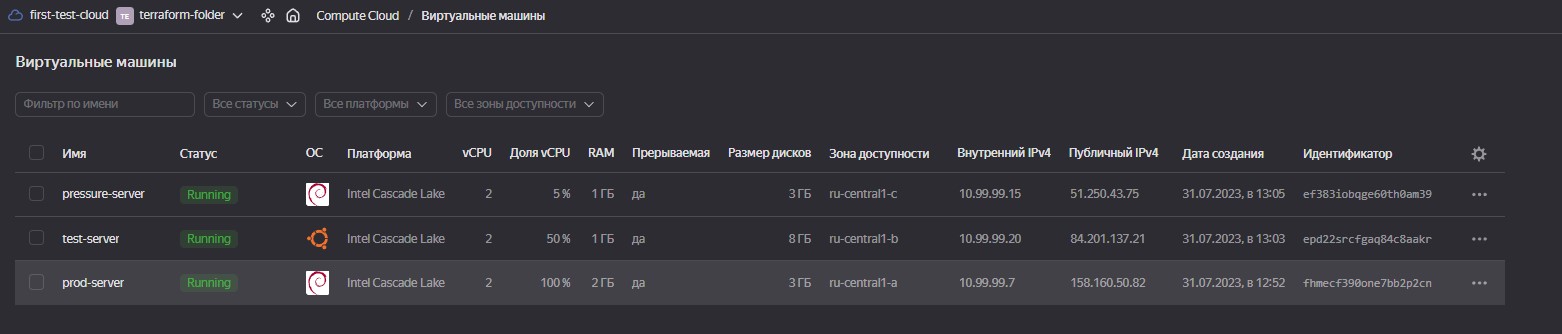 first-test-cloud TE terraform-folder Compute Cloud / Виртуальные машины
Виртуальные машины
Фильтр по имени Все статусы Все платформы Все зоны доступности
Имя Статус ОС Платформа vCPU Доля vCPU RAM Прерываемая Размер дисков Зона доступности Внутренний IPv4 Публичный IPv4 Дата создания Идентификатор
pressure-server Running Intel Cascade Lake 2 5 % 1 ГБ да 3 ГБ ru-central1-c 10.99.99.15 51.250.43.75 31.07.2023, в 13:05 ef383iobqge60th0am39
test-server Running Intel Cascade Lake 2 50 % 1 ГБ да 8 ГБ ru-central1-b 10.99.99.20 84.201.137.21 31.07.2023, в 13:03 epd22srcfgaq84c8aakr
prod-server Running Intel Cascade Lake 2 100 % 2 ГБ да 3 ГБ ru-central1-a 10.99.99.7 158.160.50.82 31.07.2023, в 12:52 fhmecf390one7bb2p2cn